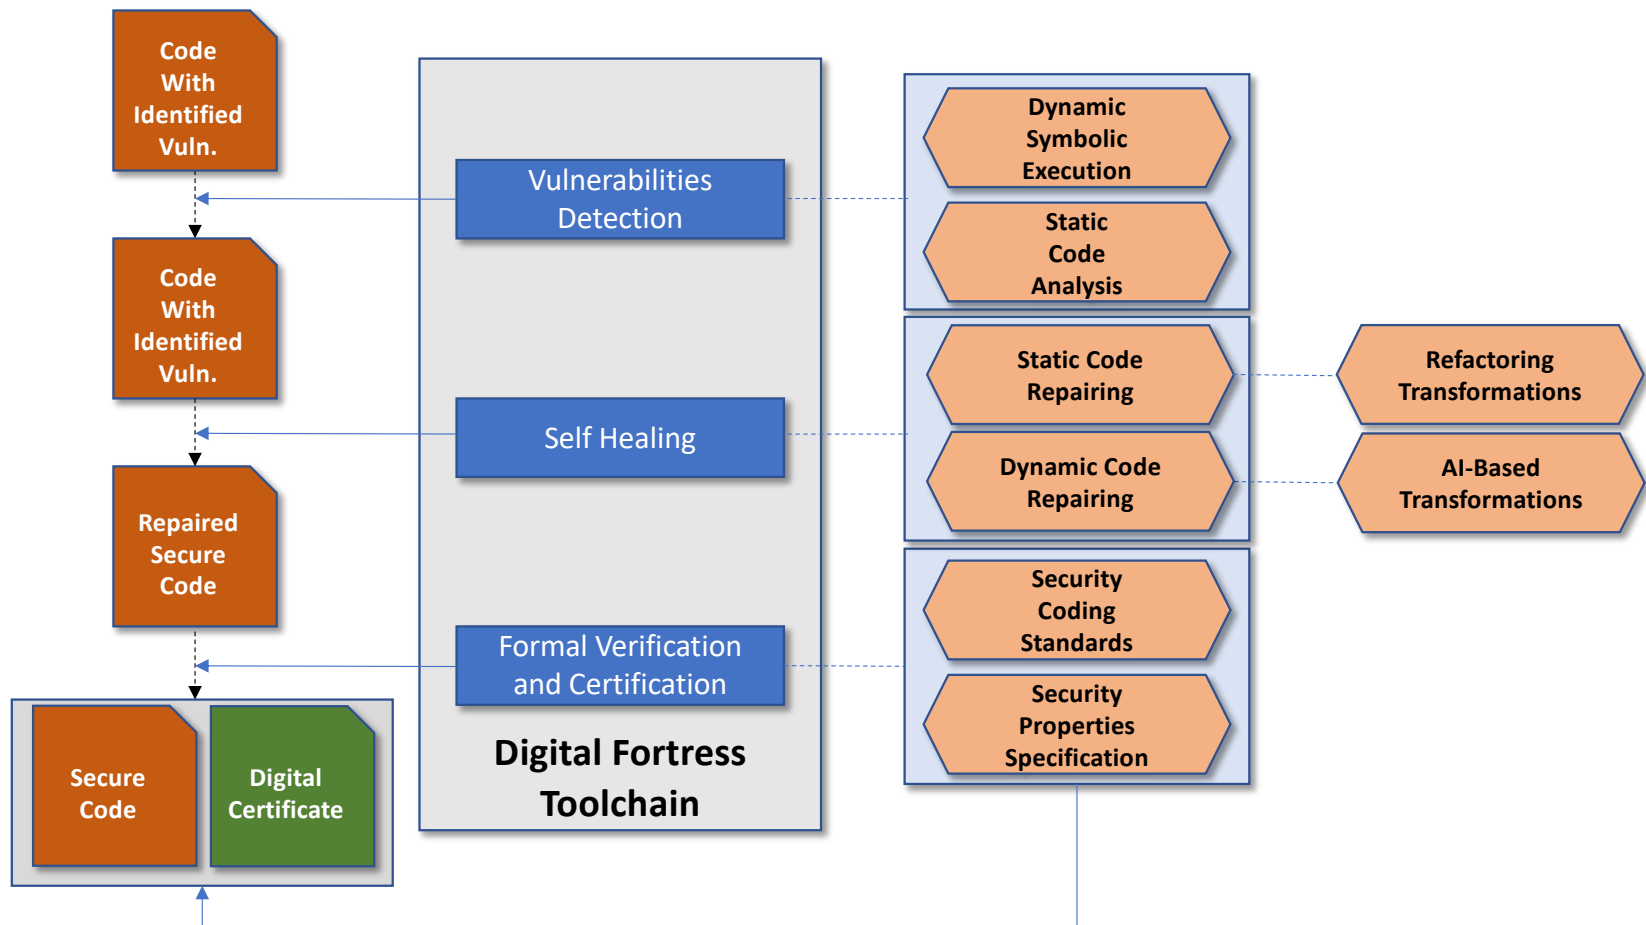 Code
With
Identified
Vuln.
Code
With
Identified
Vuln.
Repaired
Secure
Code
Secure
Code
Digital
Certificate
Vulnerabilities
Detection
Self Healing
Formal Verification
and Certification
Digital Fortress
Toolchain
Dynamic
Symbolic
Execution
Static
Code
Analysis
Static Code
Repairing
Dynamic Code
Repairing
Security
Coding
Standards
Security
Properties
Specification
Refactoring
Transformations
AI-Based
Transformations